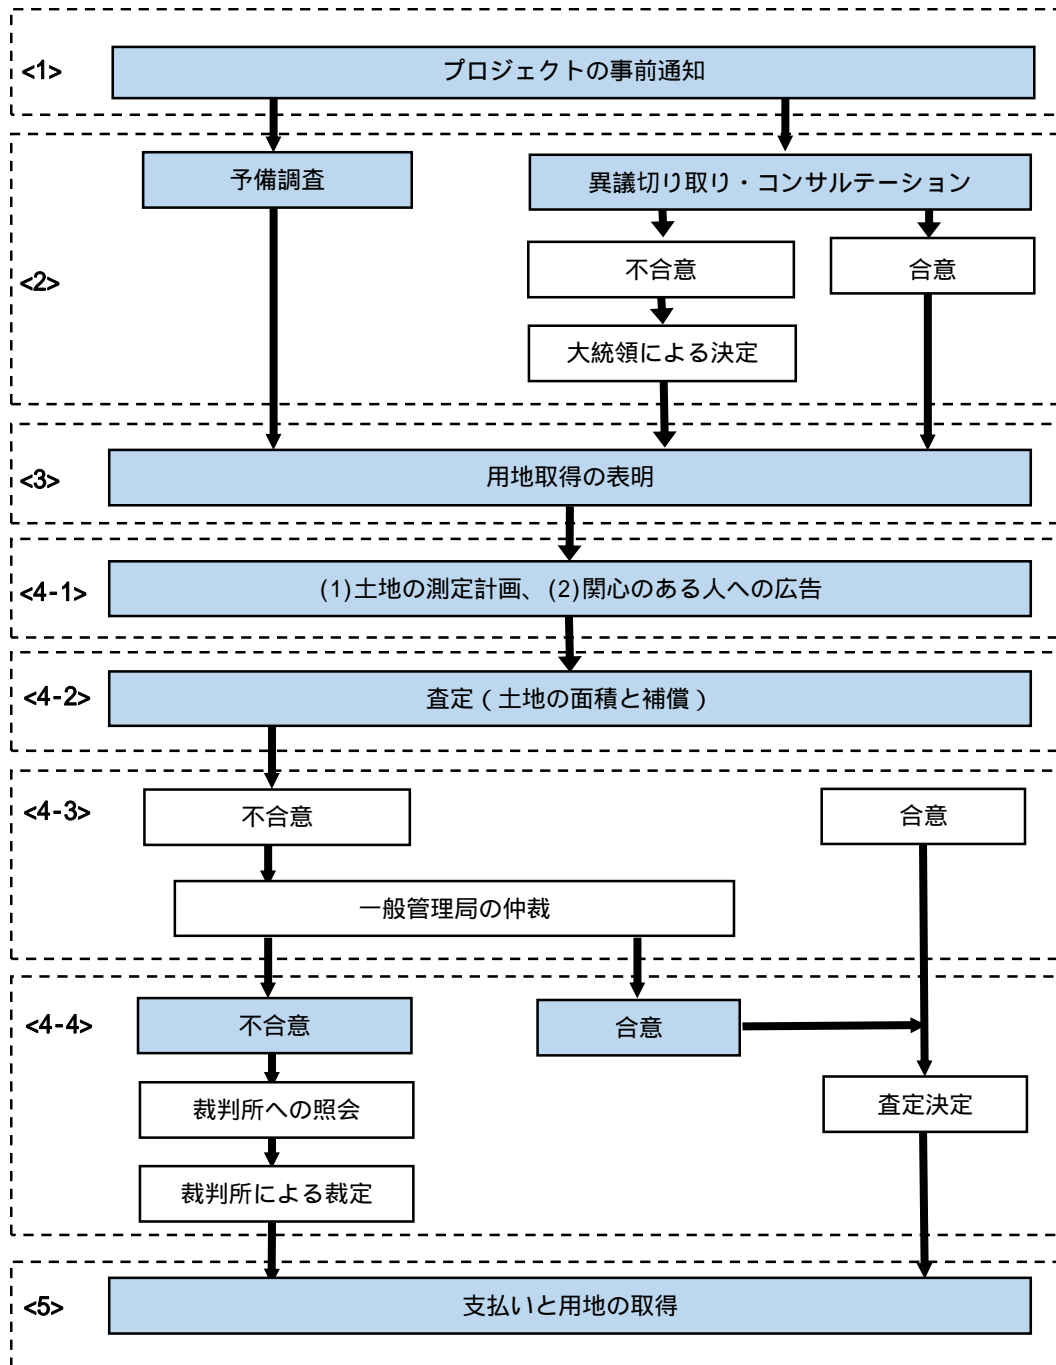 <1>
プロジェクトの事前通知
<2>
予備調査
異議切り取り・コンサルテーション
不合意
合意
大統領による決定
<3>
用地取得の表明
<4-1>
(1)土地の測定計画、(2)関心のある人への広告
<4-2>
査定(土地の面積と補償)
<4-3>
不合意
合意
一般管理局の仲裁
<4-4>
不合意
合意
裁判所への照会
査定決定
裁判所による裁定
<5>
支払いと用地の取得